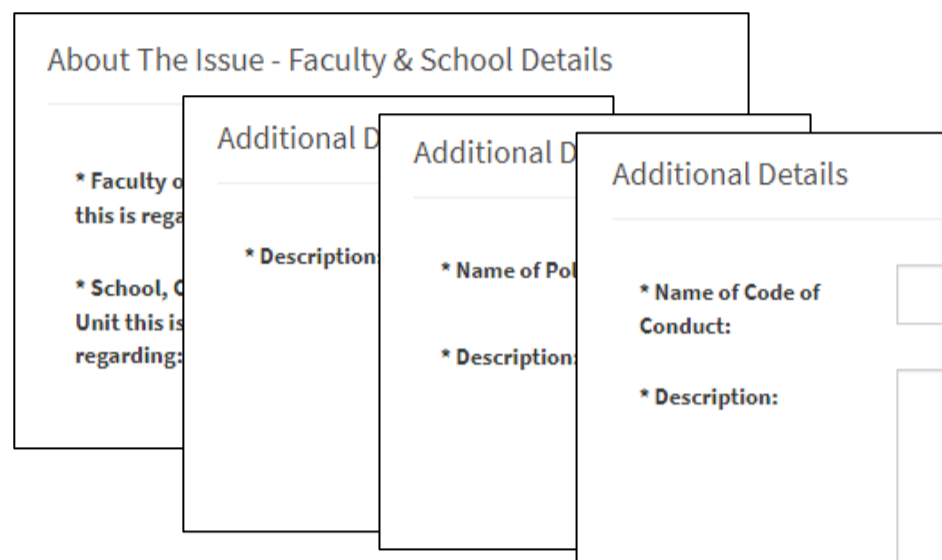 About The Issue - Faculty & School Details
* Faculty o
this is rega
* School, C
Unit this is
regarding:
Additional D
* Description:
Additional D
* Name of Pol
* Description:
Additional Details
* Name of Code of
Conduct:
* Description: